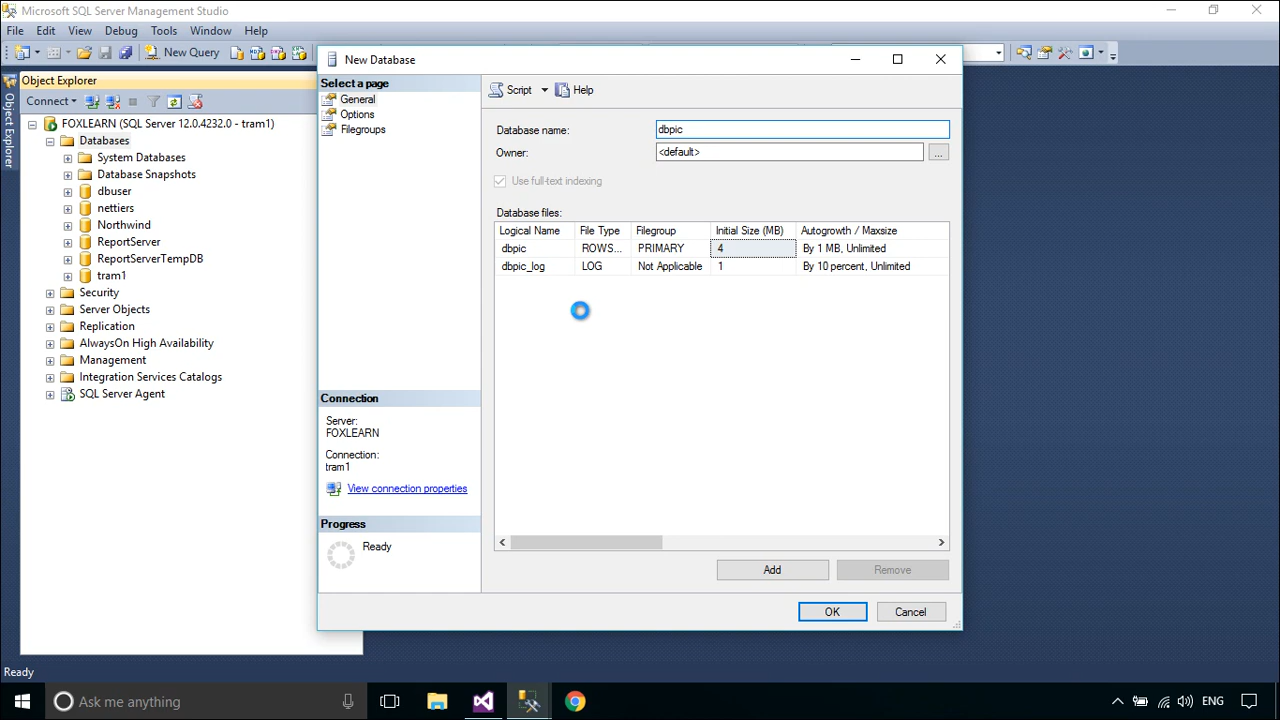 Microsoft SQL Server Management Studio
File Edit View Debug Tools Window Help
New Query
Object Explorer
Object Explorer
Connect
FOXLEARN (SQL Server 12.0.4232.0 - tram1)
Databases
System Databases
Database Snapshots
dbuser
nettiers
Northwind
ReportServer
ReportServerTempDB
tram1
Security
Server Objects
Replication
AlwaysOn High Availability
Management
Integration Services Catalogs
SQL Server Agent
New Database
Select a page
General
Options
Filegroups
Connection
Server:
FOXLEARN
Connection:
tram1
View connection properties
Progress
Ready
Script Help
Database name: dbpic
Owner: <default> ...
Use full-text indexing
Database files:
Logical Name File Type Filegroup Initial Size (MB) Autogrowth / Maxsize
dbpic ROWS... PRIMARY 4 By 1 MB, Unlimited
dbpic_log LOG Not Applicable 1 By 10 percent, Unlimited
Add Remove
OK Cancel
Ready
Ask me anything
ENG